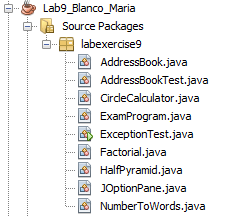 Lab9_Blanco_Maria
Source Packages
labexercise9
AddressBook.java
AddressBookTest.java
CircleCalculator.java
ExamProgram.java
ExceptionTest.java
Factorial.java
HalfPyramid.java
JOptionPane.java
NumberToWords.java